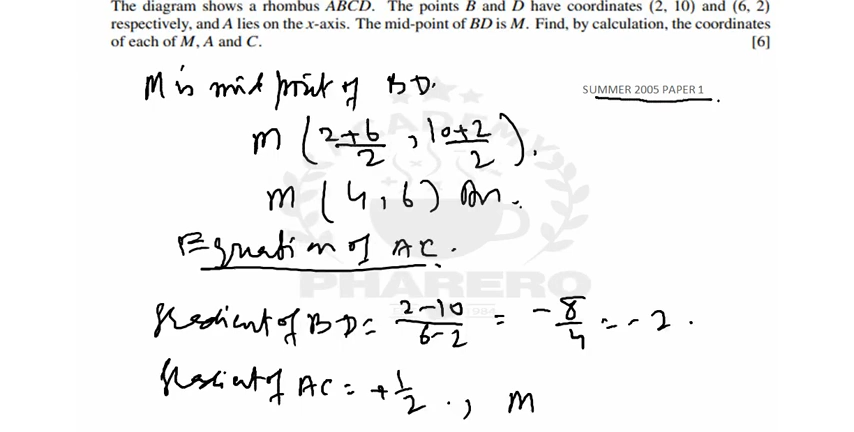 The diagram shows a rhombus ABCD. The points B and D have coordinates (2, 10) and (6, 2)
respectively, and A lies on the x-axis. The mid-point of BD is M. Find, by calculation, the coordinates
of each of M, A and C. [6]
M is mid point of BD.
SUMMER 2005 PAPER 1
M (2+6/2 , 10+2/2).
M (4, 6) An.
Equation of AC.
PHARERO
Gradient of BD = 2-10/6-2 = -8/4 = -2.
Gradient of AC = +1/2 ., M